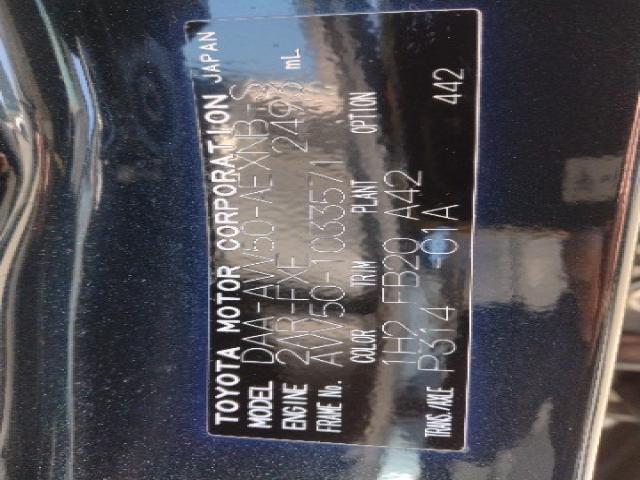 TOYOTA MOTOR CORPORATION JAPAN
MODEL DAA-AVV50-AEXNB-S
ENGINE 2AR-FXE 2493 mL
FRAME No. AVV50-1033571
COLOR TRIM PLANT OPTION
1H2 FB20 A42
TRANS./AXLE P314 -01A 442